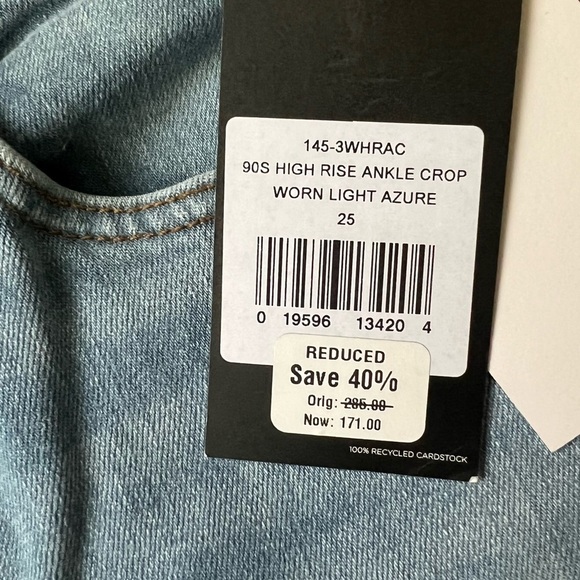 145-3WHRAC
90S HIGH RISE ANKLE CROP
WORN LIGHT AZURE
25
0 19596 13420 4
REDUCED
Save 40%
Orig: 285.00
Now: 171.00
100% RECYCLED CARDSTOCK